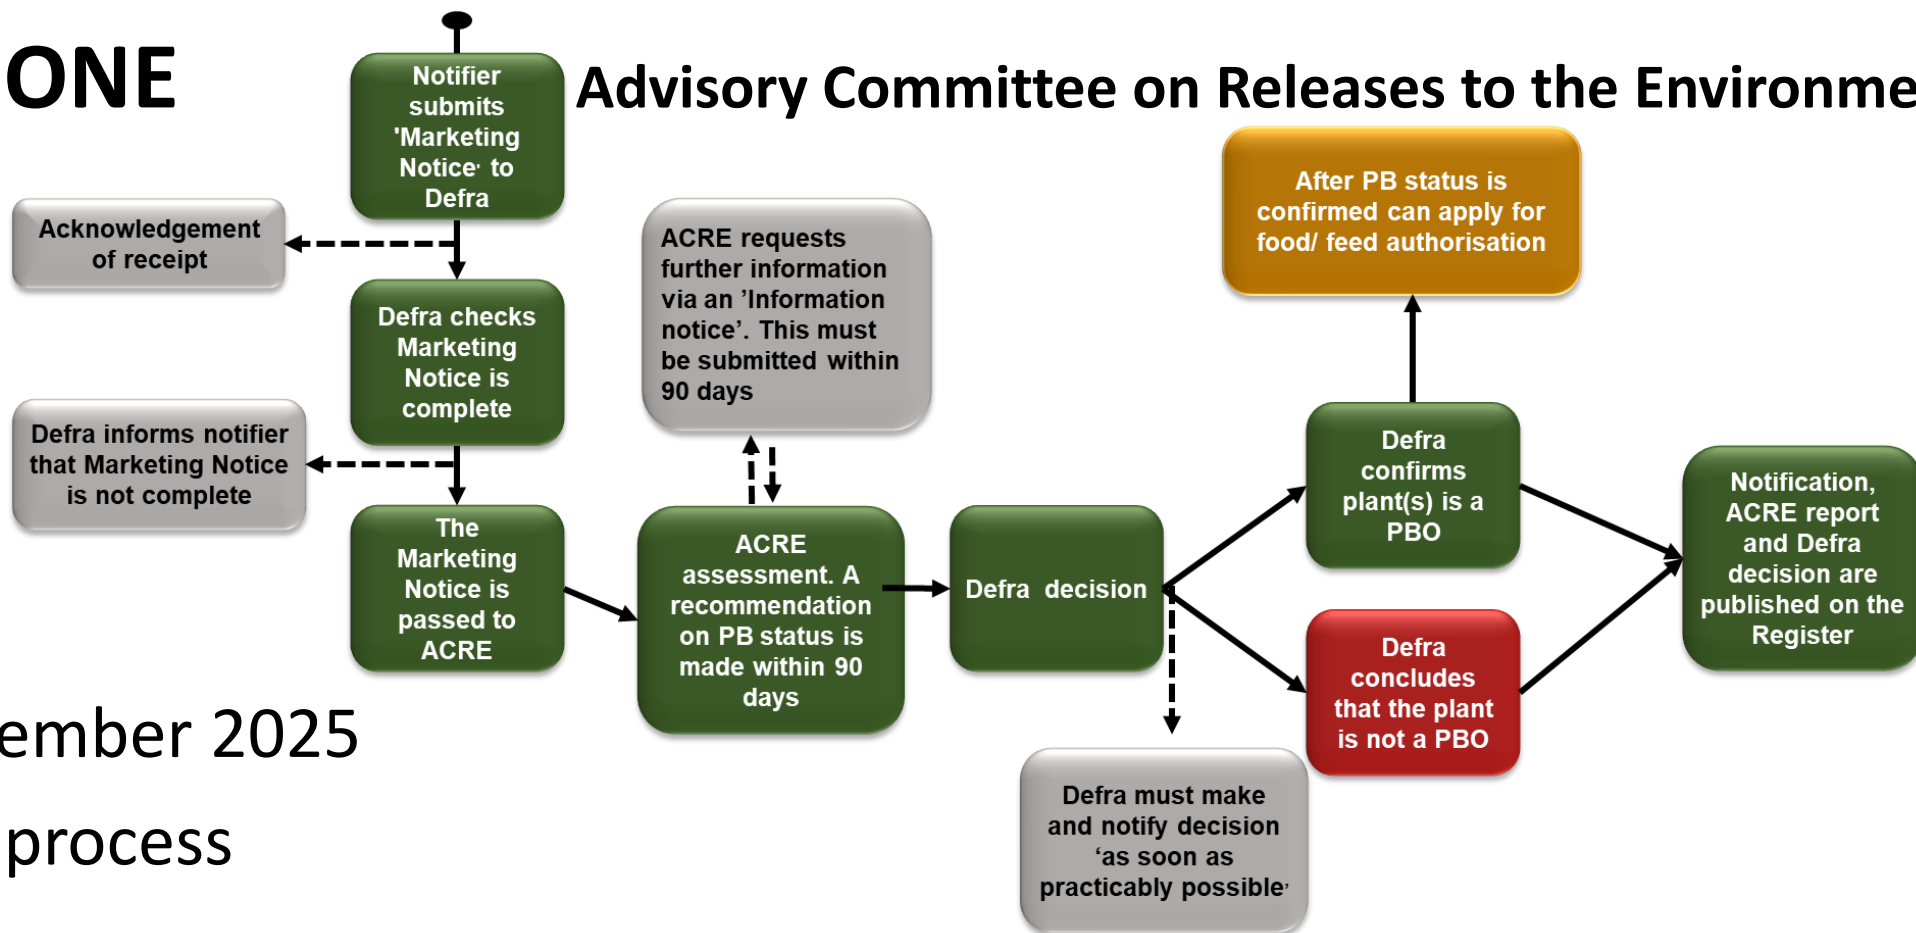 ONE
Advisory Committee on Releases to the
Notifier
submits
'Marketing
Notice' to
Defra
Acknowledgement
of receipt
Defra checks
Marketing
Notice is
complete
Defra informs notifier
that Marketing Notice
is not complete
The
Marketing
Notice is
passed to
ACRE
ACRE requests
further information
via an ’Information
notice’. This must
be submitted within
90 days
ACRE
assessment. A
recommendation
on PB status is
made within 90
days
Defra decision
Defra must make
and notify decision
‘as soon as
practicably possible’
After PB status is
confirmed can apply for
food/ feed authorisation
Defra
confirms
plant(s) is a
PBO
Defra
concludes
that the plant
is not a PBO
Notification,
ACRE report
and Defra
decision are
published on the
Register
2025
process